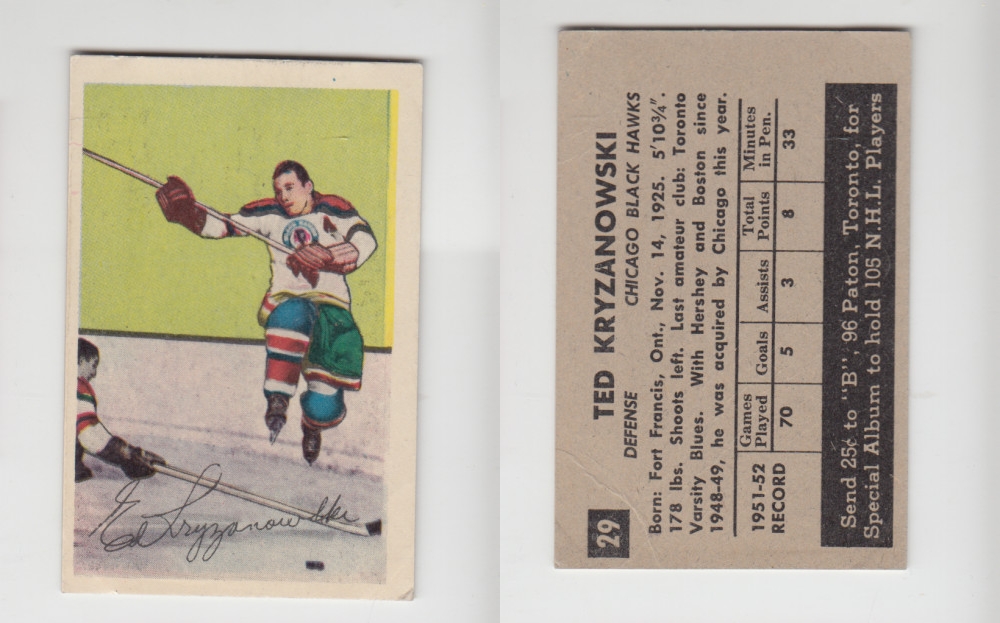 Ed Kryzanowski
29
TED KRYZANOWSKI
DEFENSE CHICAGO BLACK HAWKS
Born: Fort Francis, Ont., Nov. 14, 1925. 5'10¾".
178 lbs. Shoots left. Last amateur club: Toronto
Varsity Blues. With Hershey and Boston since
1948-49, he was acquired by Chicago this year.
1951-52 RECORD
Games Played Goals Assists Total Points Minutes in Pen.
70 5 3 8 33
Send 25¢ to "B", 96 Paton, Toronto, for
Special Album to hold 105 N.H.L. Players